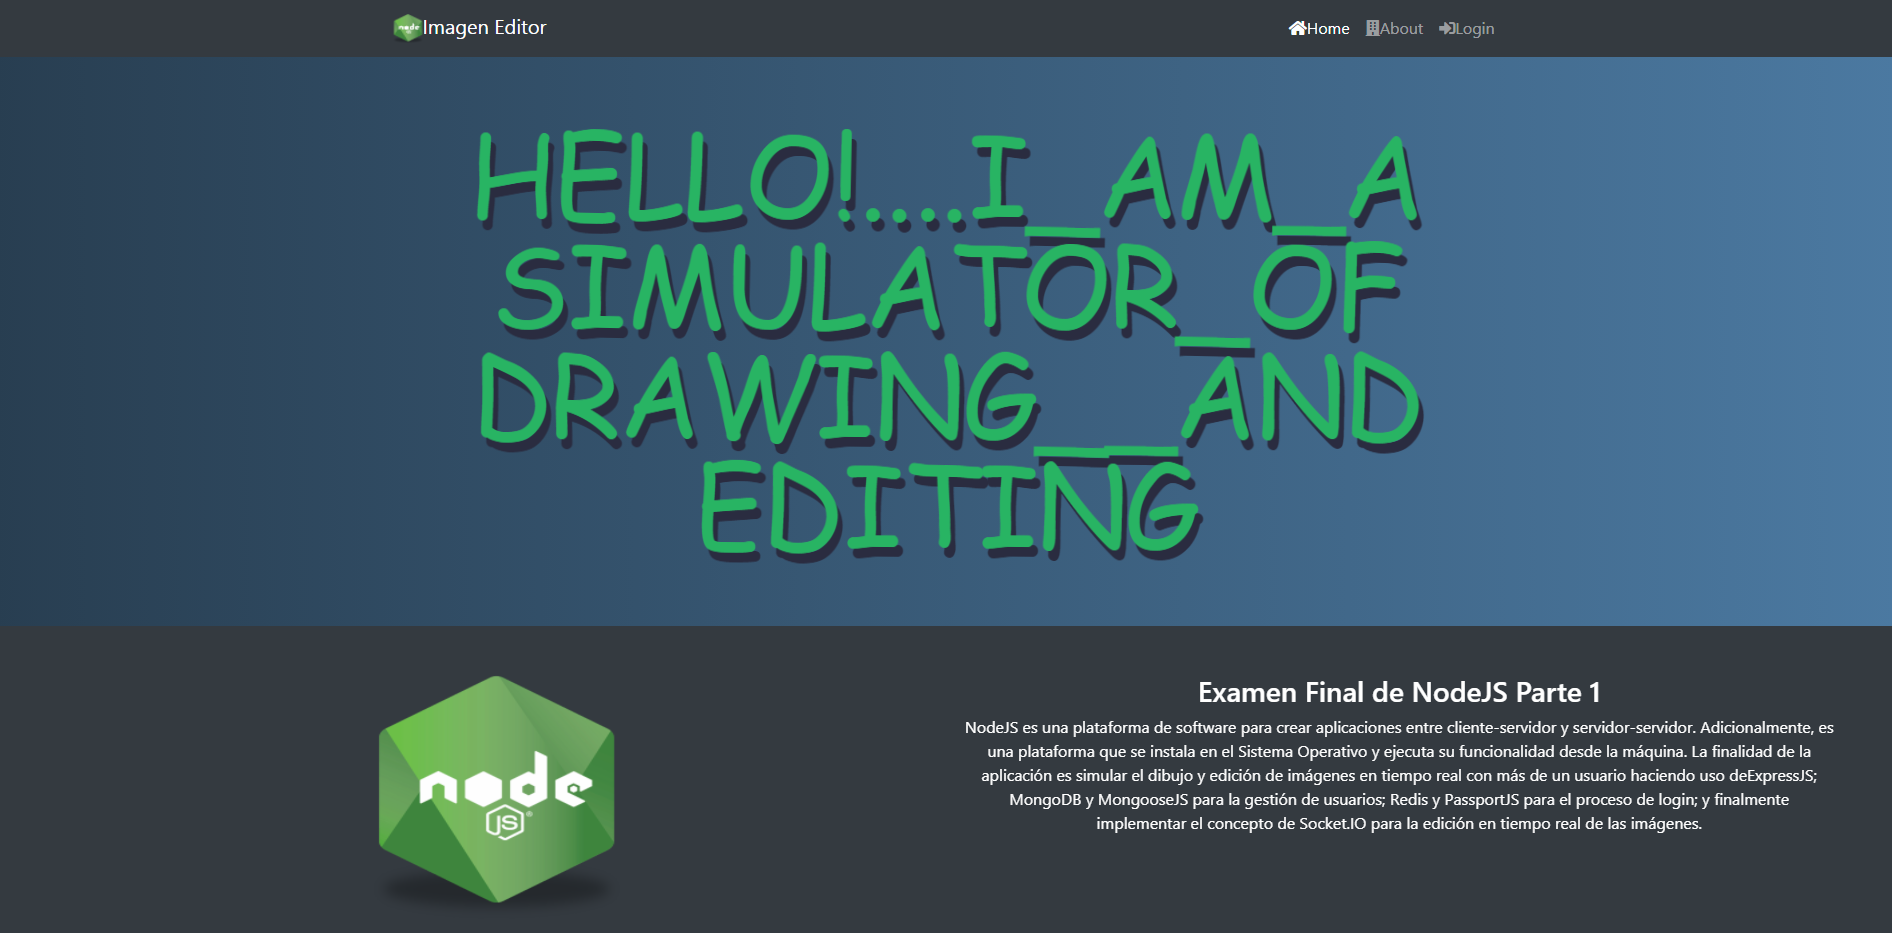 node Imagen Editor Home About Login
HELLO!.....I_AM_A
SIMULATOR_OF
DRAWING__AND
EDITING
Examen Final de NodeJS Parte 1
NodeJS es una plataforma de software para crear aplicaciones entre cliente-servidor y servidor-servidor. Adicionalmente, es
una plataforma que se instala en el Sistema Operativo y ejecuta su funcionalidad desde la máquina. La finalidad de la
aplicación es simular el dibujo y edición de imágenes en tiempo real con más de un usuario haciendo uso deExpressJS;
MongoDB y MongooseJS para la gestión de usuarios; Redis y PassportJS para el proceso de login; y finalmente
implementar el concepto de Socket.IO para la edición en tiempo real de las imágenes.
node
JS®